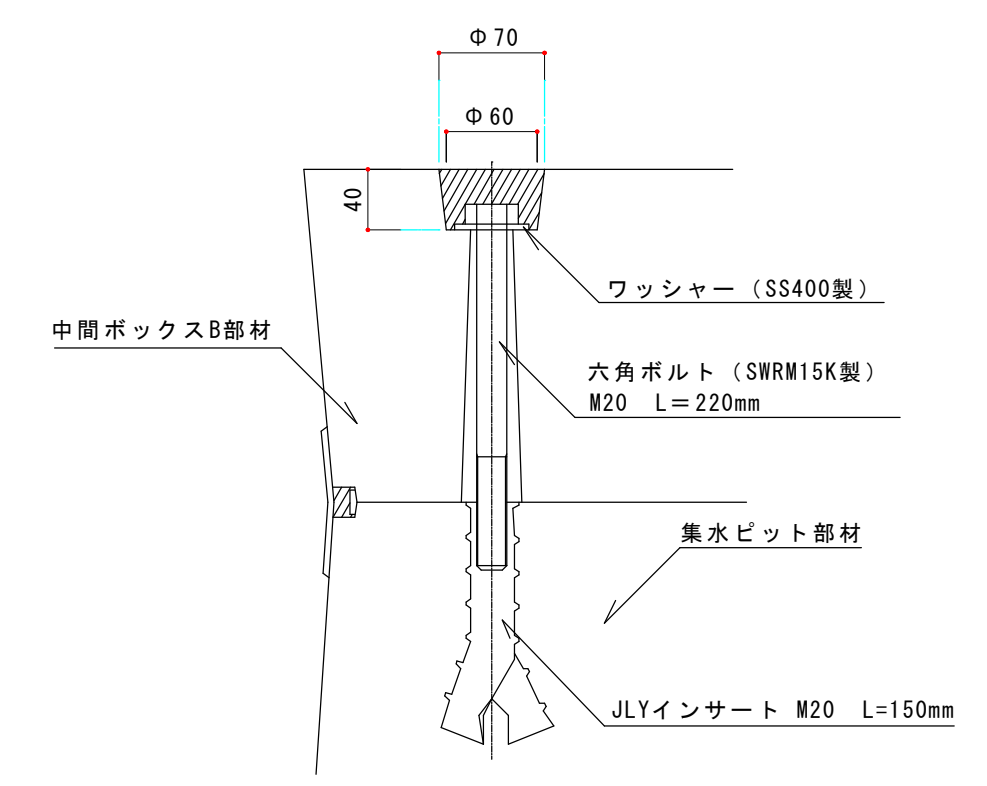 Φ70
Φ60
40
ワッシャー（SS400製）
中間ボックスB部材
六角ボルト（SWRM15K製）
M20　L＝220mm
集水ピット部材
JLYインサート M20　L=150mm